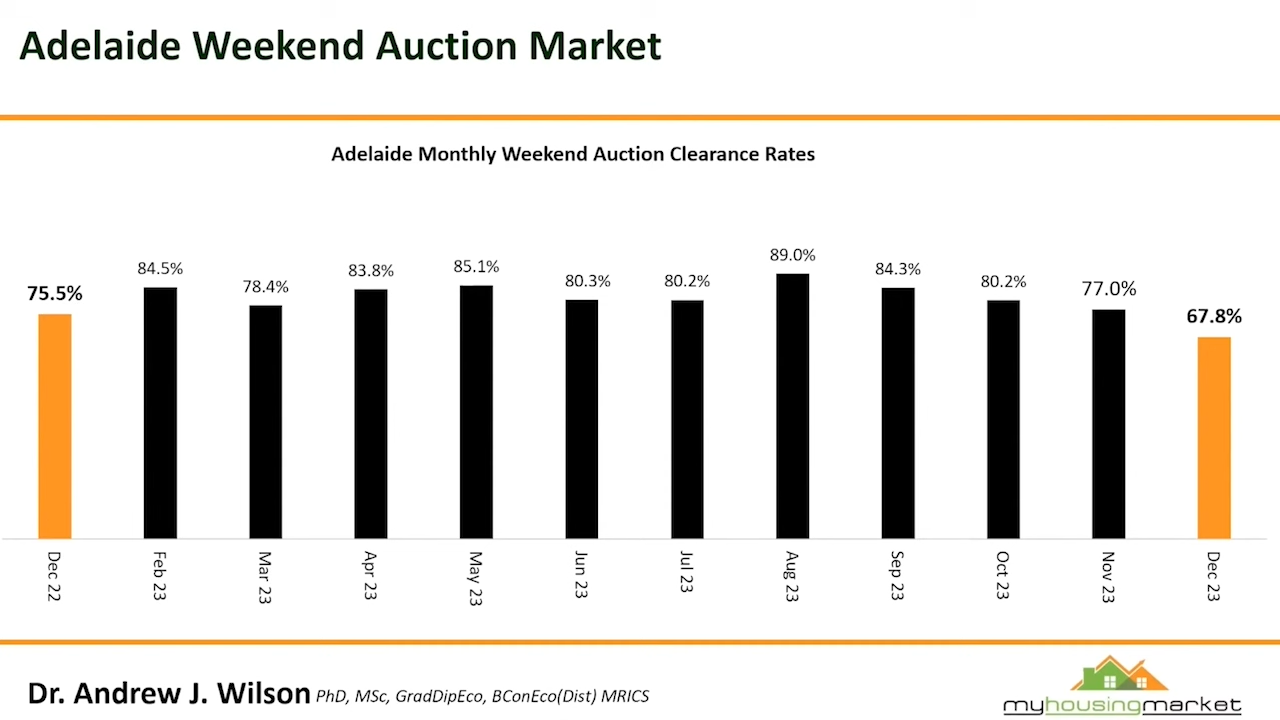 Adelaide Weekend Auction Market
Adelaide Monthly Weekend Auction Clearance Rates
75.5%
84.5%
78.4%
83.8%
85.1%
80.3%
80.2%
89.0%
84.3%
80.2%
77.0%
67.8%
Dec 22
Feb 23
Mar 23
Apr 23
May 23
Jun 23
Jul 23
Aug 23
Sep 23
Oct 23
Nov 23
Dec 23
Dr. Andrew J. Wilson PhD, MSc, GradDipEco, BConEco(Dist) MRICS
myhousingmarket